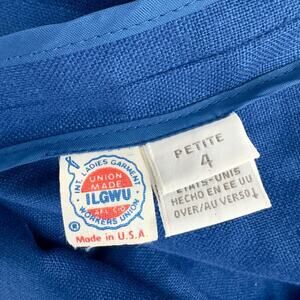 INT. LADIES GARMENT
WORKERS UNION
UNION
MADE
ILGWU
AFL-CIO
®
Made in U.S.A.
PETITE
4
ETATS-UNIS
HECHO EN EE UU
OVER/AU VERSO